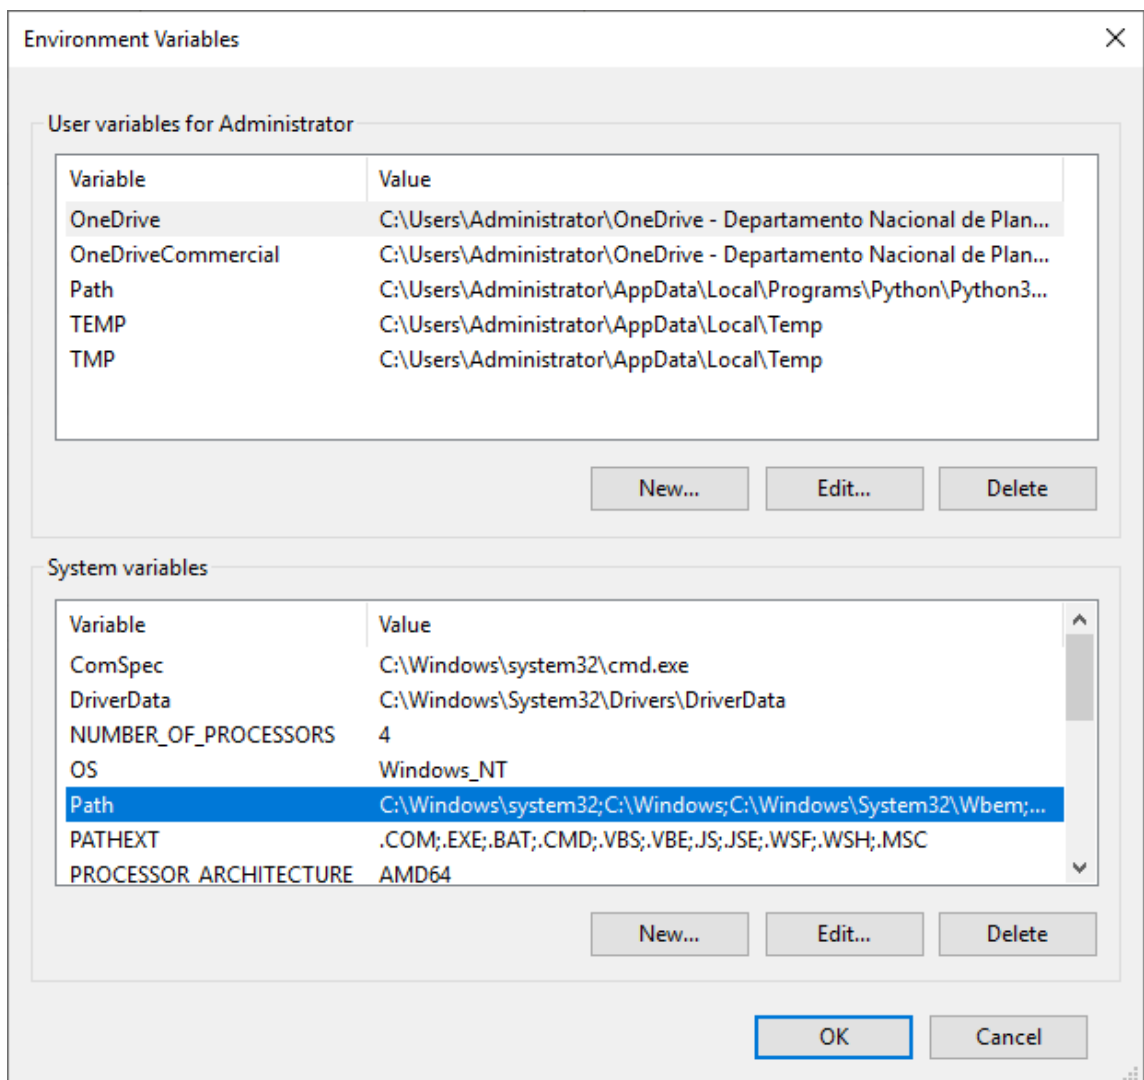 Environment Variables
User variables for Administrator
Variable Value
OneDrive C:\Users\Administrator\OneDrive - Departamento Nacional de Plan...
OneDriveCommercial C:\Users\Administrator\OneDrive - Departamento Nacional de Plan...
Path C:\Users\Administrator\AppData\Local\Programs\Python\Python3...
TEMP C:\Users\Administrator\AppData\Local\Temp
TMP C:\Users\Administrator\AppData\Local\Temp
New... Edit... Delete
System variables
Variable Value
ComSpec C:\Windows\system32\cmd.exe
DriverData C:\Windows\System32\Drivers\DriverData
NUMBER_OF_PROCESSORS 4
OS Windows_NT
Path C:\Windows\system32;C:\Windows;C:\Windows\System32\Wbem;...
PATHEXT .COM;.EXE;.BAT;.CMD;.VBS;.VBE;.JS;.JSE;.WSF;.WSH;.MSC
PROCESSOR_ARCHITECTURE AMD64
New... Edit... Delete
OK Cancel